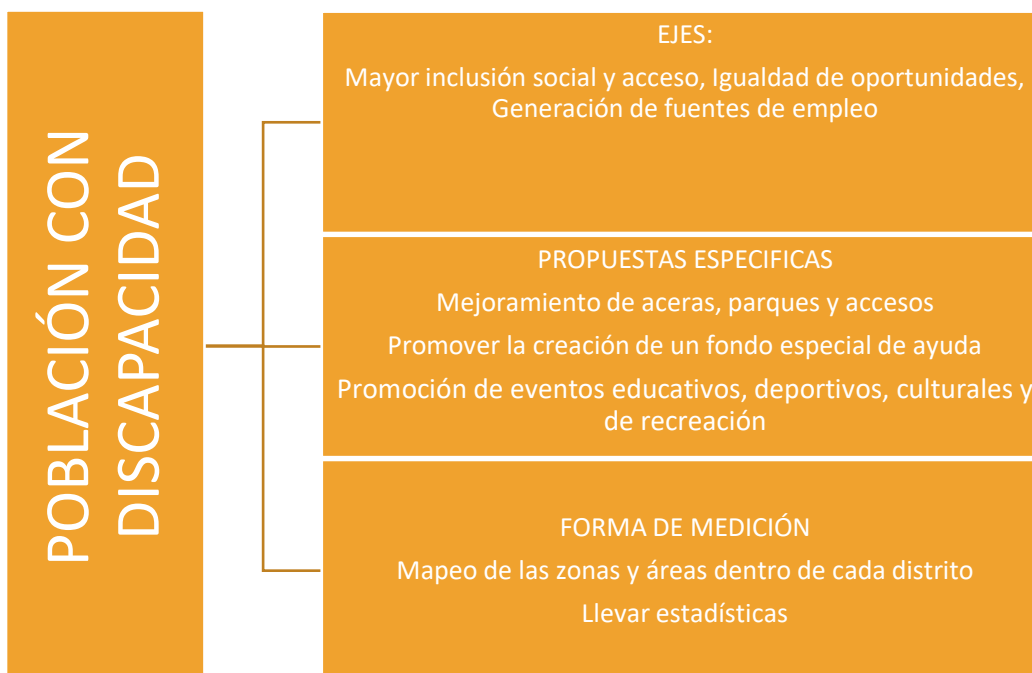 POBLACIÓN CON
DISCAPACIDAD
EJES:
Mayor inclusión social y acceso, Igualdad de oportunidades,
Generación de fuentes de empleo
PROPUESTAS ESPECIFICAS
Mejoramiento de aceras, parques y accesos
Promover la creación de un fondo especial de ayuda
Promoción de eventos educativos, deportivos, culturales y
de recreación
FORMA DE MEDICIÓN
Mapeo de las zonas y áreas dentro de cada distrito
Llevar estadísticas